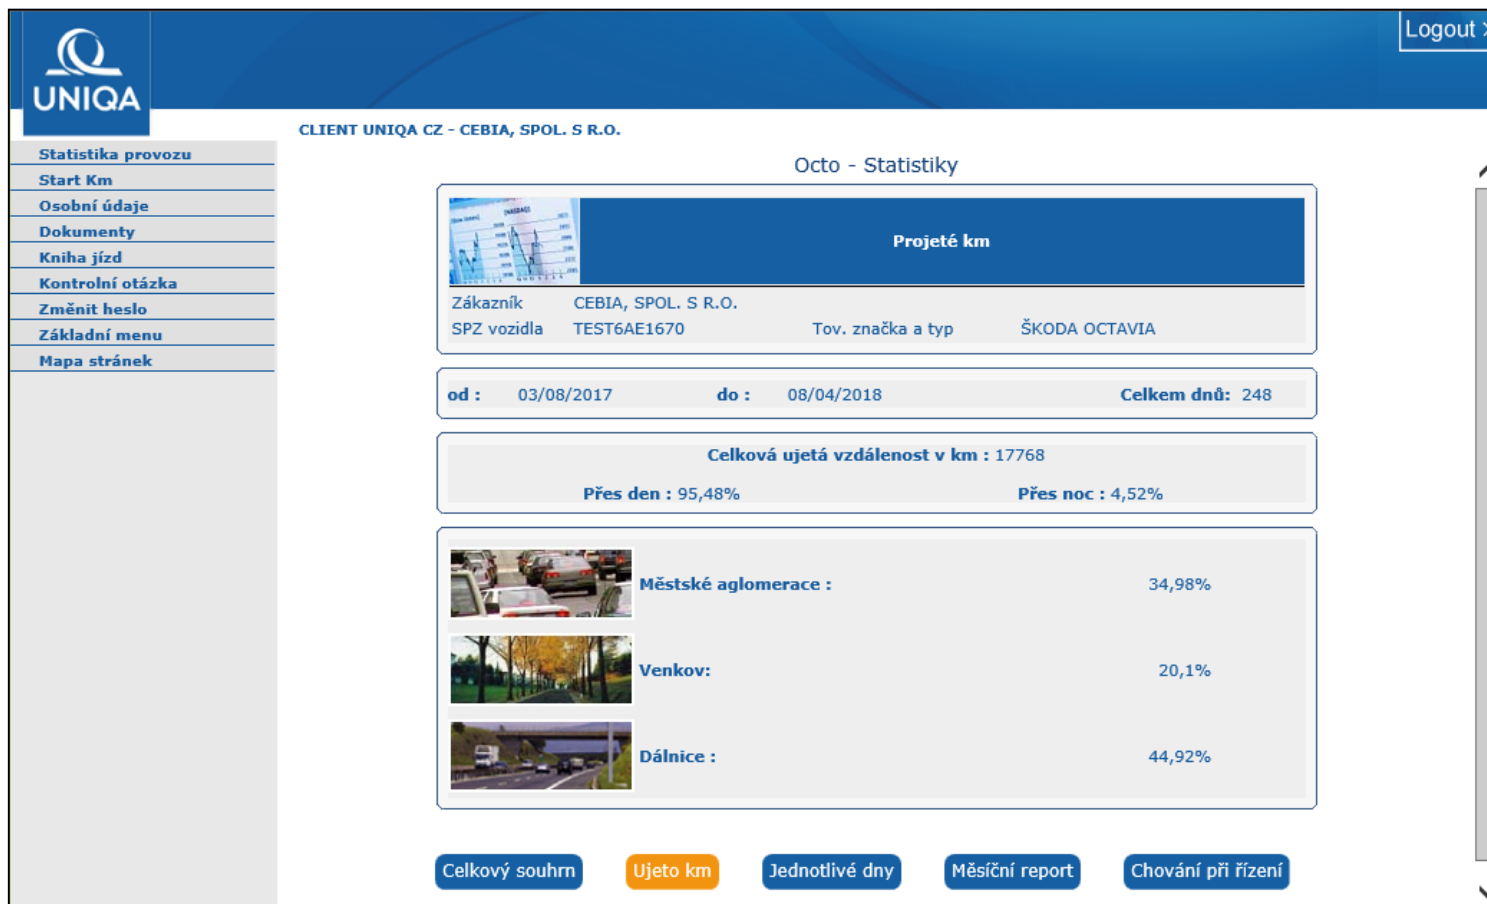 Logout
UNIQA
CLIENT UNIQA CZ - CEBIA, SPOL. S R.O.
Statistika provozu
Start Km
Osobní údaje
Dokumenty
Kniha jízd
Kontrolní otázka
Změnit heslo
Základní menu
Mapa stránek
Octo - Statistiky
[NASDAQ]
Projeté km
Zákazník CEBIA, SPOL. S R.O.
SPZ vozidla TEST6AE1670 Tov. značka a typ ŠKODA OCTAVIA
od : 03/08/2017 do : 08/04/2018 Celkem dnů: 248
Celková ujetá vzdálenost v km : 17768
Přes den : 95,48% Přes noc : 4,52%
Městské aglomerace : 34,98%
Venkov: 20,1%
Dálnice : 44,92%
Celkový souhrn Ujeto km Jednotlivé dny Měsíční report Chování při řízení